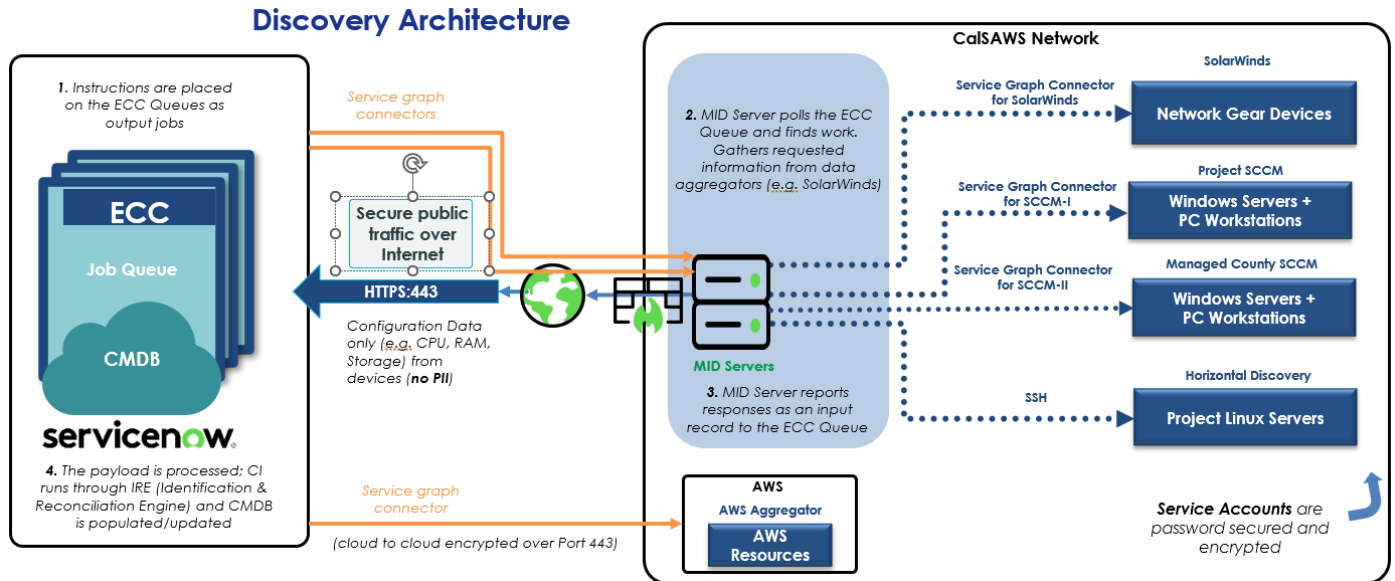 Discovery Architecture
1. Instructions are placed
on the ECC Queues as
output jobs
ECC
Job Queue
CMDB
servicenow
4. The payload is processed; CI
runs through IRE (Identification &
Reconciliation Engine) and CMDB
is populated/updated
Service graph
connectors
Secure public
traffic over
Internet
HTTPS:443
Configuration Data
only (e.g. CPU, RAM,
Storage) from
devices (no PII)
Service graph
connector
(cloud to cloud encrypted over Port 443)
CalSAWS Network
2. MID Server polls the ECC
Queue and finds work.
Gathers requested
information from data
aggregators (e.g. SolarWinds)
MID Servers
3. MID Server reports
responses as an input
record to the ECC Queue
AWS
AWS Aggregator
AWS
Resources
Service Graph Connector
for SolarWinds
SolarWinds
Network Gear Devices
Service Graph Connector
for SCCM-I
Project SCCM
Windows Servers +
PC Workstations
Service Graph Connector
for SCCM-II
Managed County SCCM
Windows Servers +
PC Workstations
SSH
Horizontal Discovery
Project Linux Servers
Service Accounts are
password secured and
encrypted